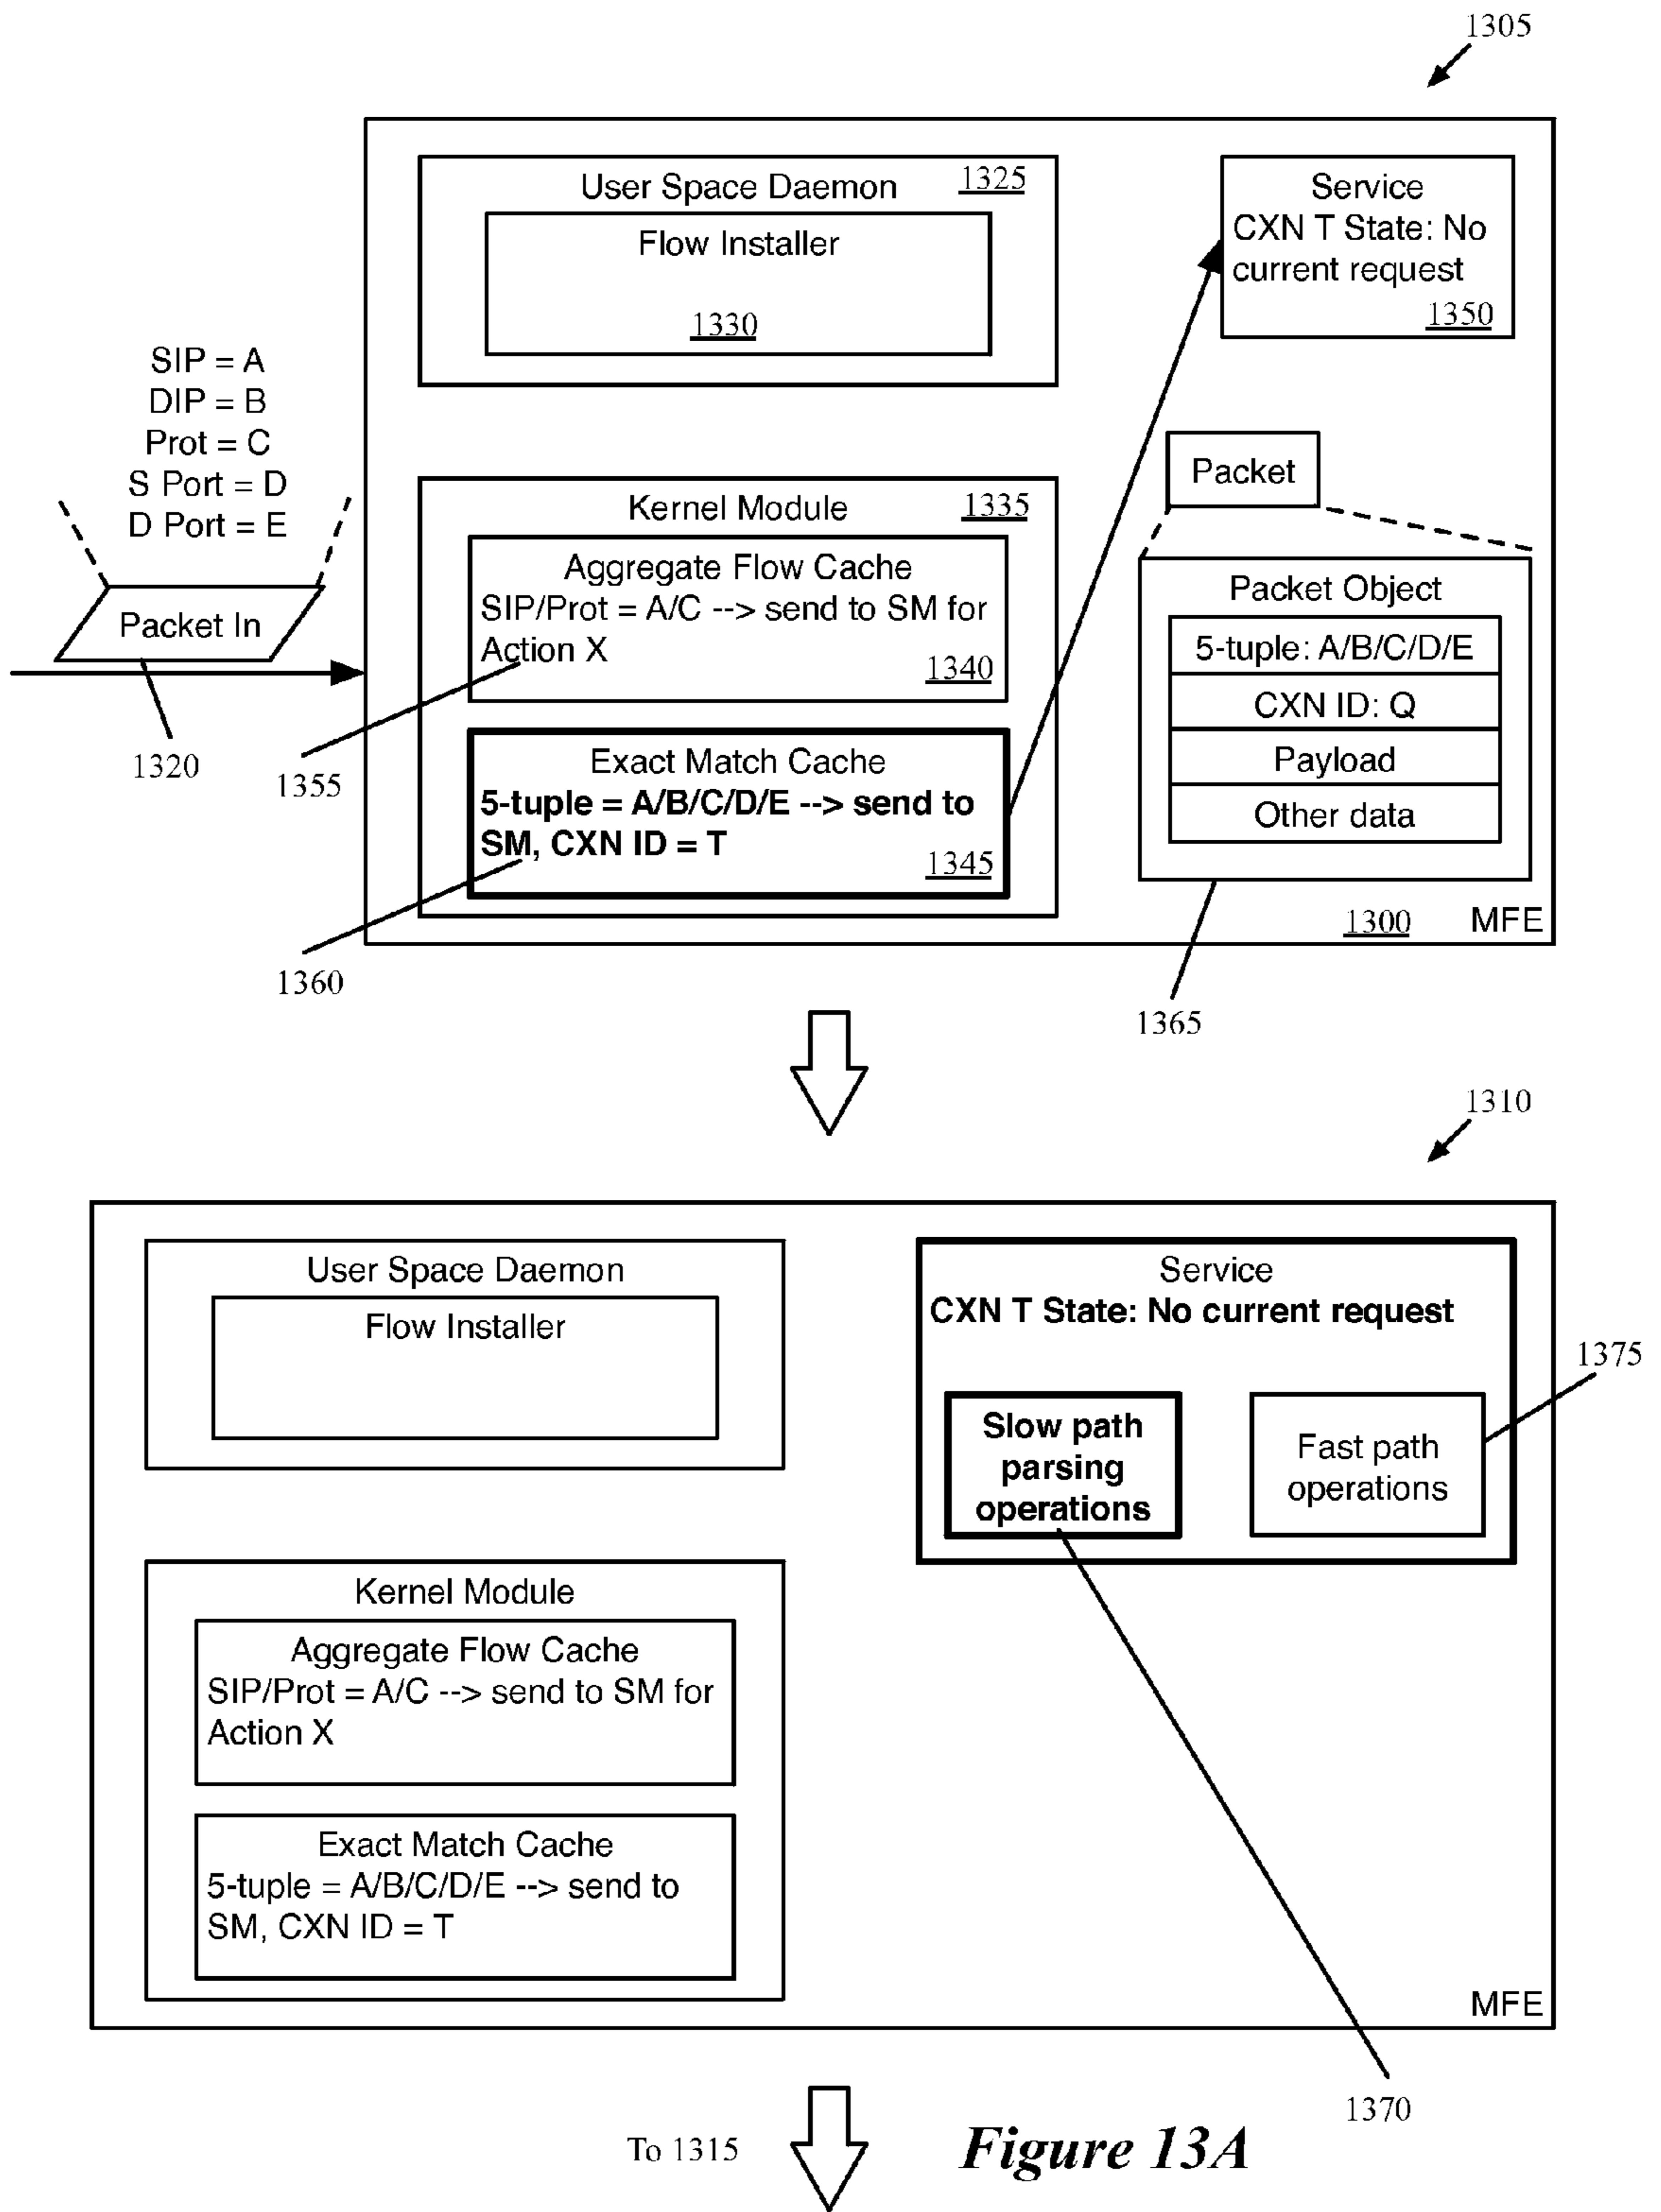 1305
User Space Daemon 1325
Flow Installer
1330
Service
CXN T State: No
current request
1350
SIP = A
DIP = B
Prot = C
S Port = D
D Port = E
Packet In
1320
Kernel Module 1335
Aggregate Flow Cache
SIP/Prot = A/C --> send to SM for
Action X
1340
1355
Exact Match Cache
5-tuple = A/B/C/D/E --> send to
SM, CXN ID = T
1345
1360
Packet
Packet Object
5-tuple: A/B/C/D/E
CXN ID: Q
Payload
Other data
1300 MFE
1365
1310
User Space Daemon
Flow Installer
Service
CXN T State: No current request
1375
Slow path
parsing
operations
Fast path
operations
Kernel Module
Aggregate Flow Cache
SIP/Prot = A/C --> send to SM for
Action X
Exact Match Cache
5-tuple = A/B/C/D/E --> send to
SM, CXN ID = T
MFE
1370
To 1315
Figure 13A